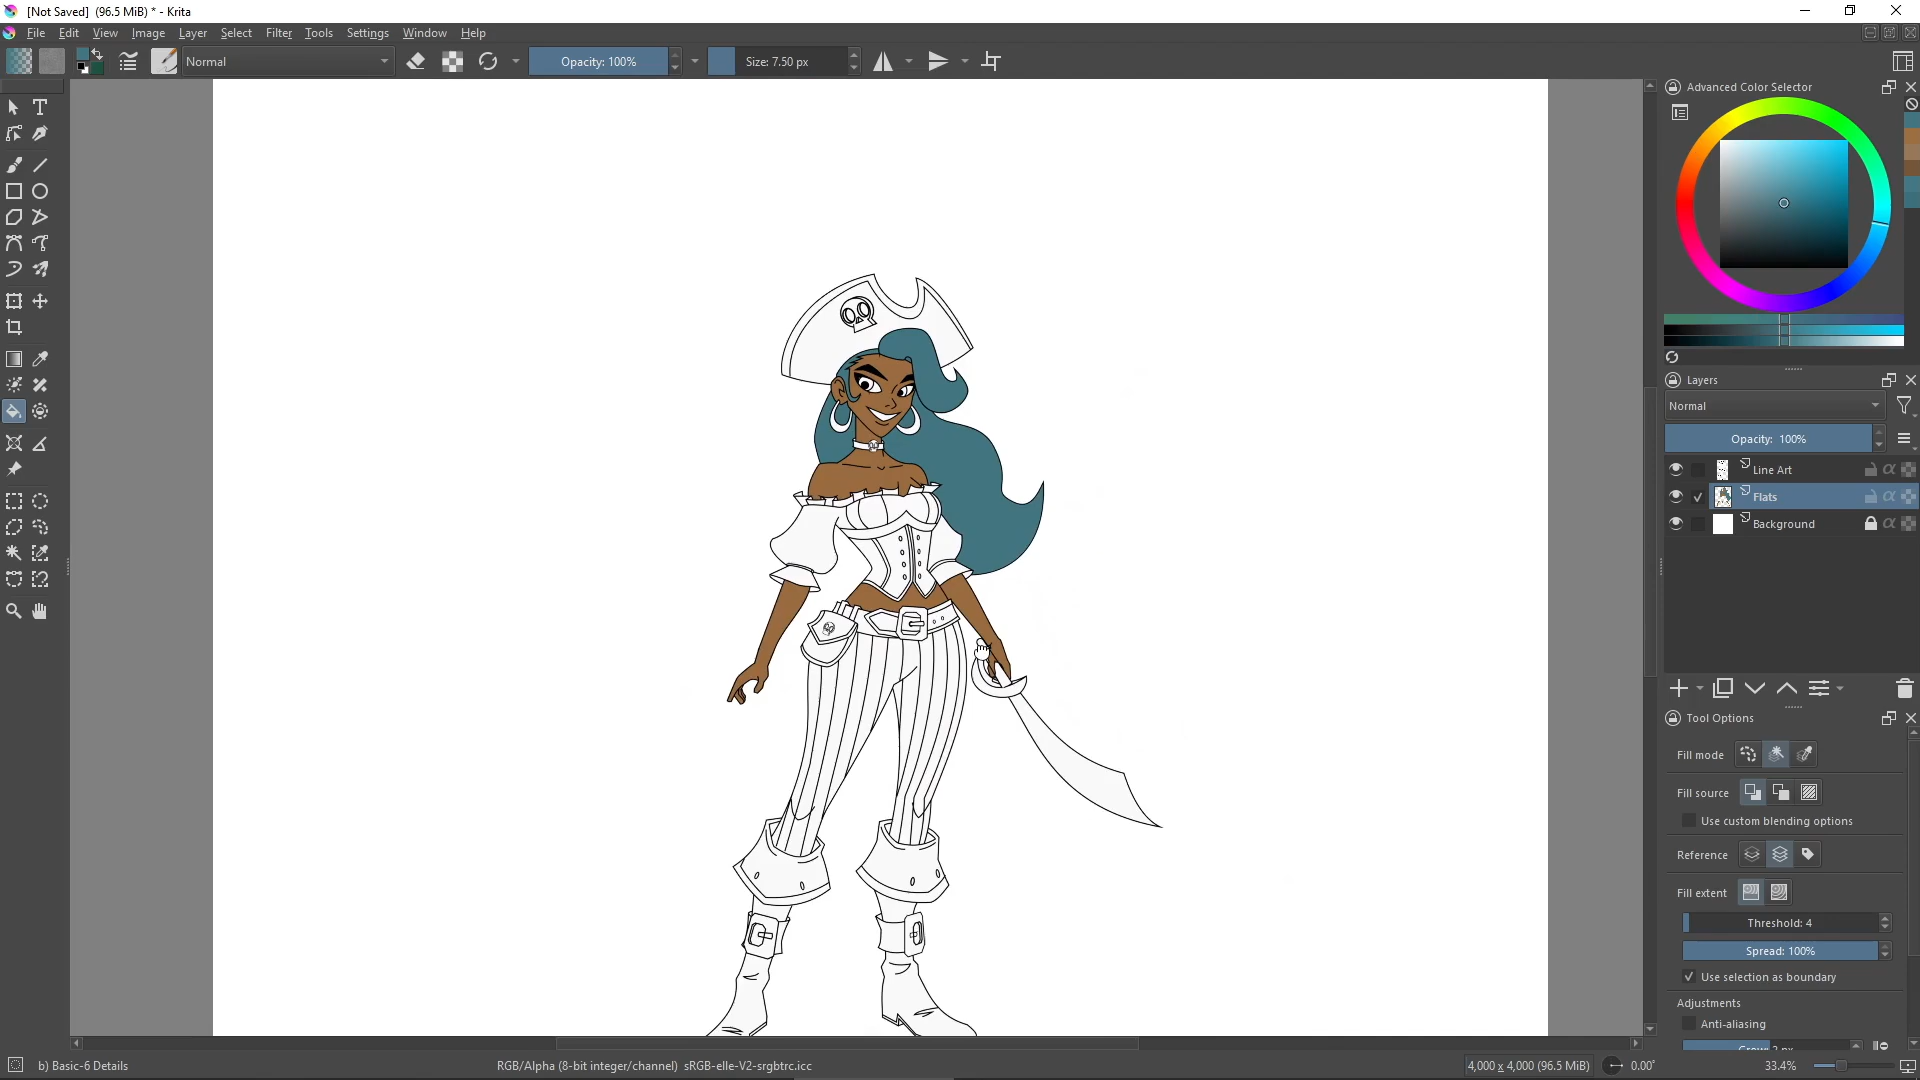 [Not Saved]  (96.5 MiB) * - Krita
File Edit View Image Layer Select Filter Tools Settings Window Help
Normal
Opacity: 100%
Size: 7.50 px
Advanced Color Selector
Layers
Normal
Opacity:  100%
Line Art
Flats
Background
Tool Options
Fill mode
Fill source
Use custom blending options
Reference
Fill extent
Threshold: 4
Spread: 100%
Use selection as boundary
Adjustments
Anti-aliasing
b) Basic-6 Details
RGB/Alpha (8-bit integer/channel)  sRGB-elle-V2-srgbtrc.icc
4,000 x 4,000 (96.5 MiB)
0.00°
33.4%